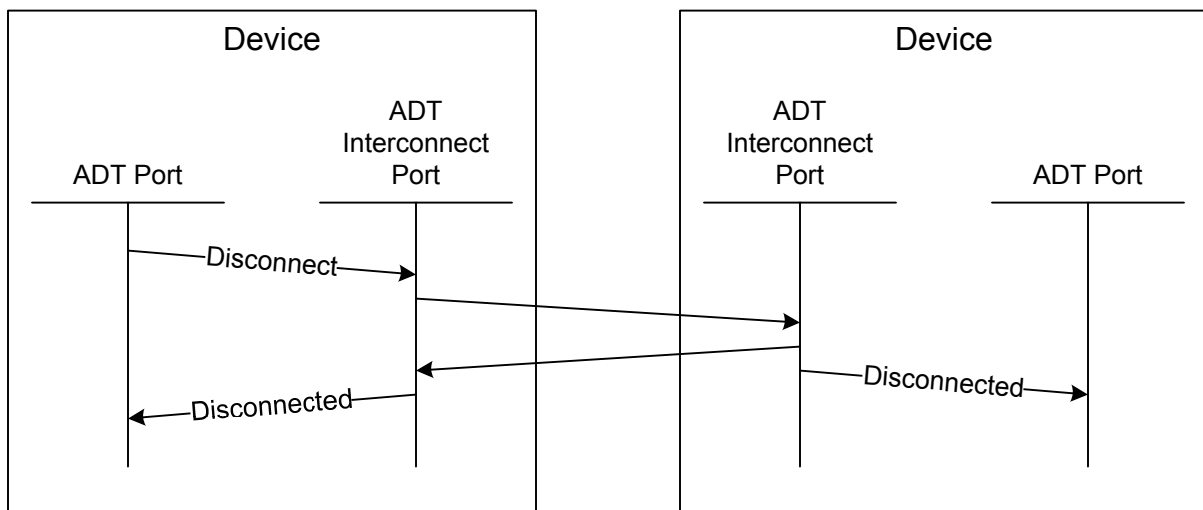 Device
Device
ADT
Interconnect
Port
ADT
Interconnect
Port
ADT Port
ADT Port
Disconnect
Disconnected
Disconnected